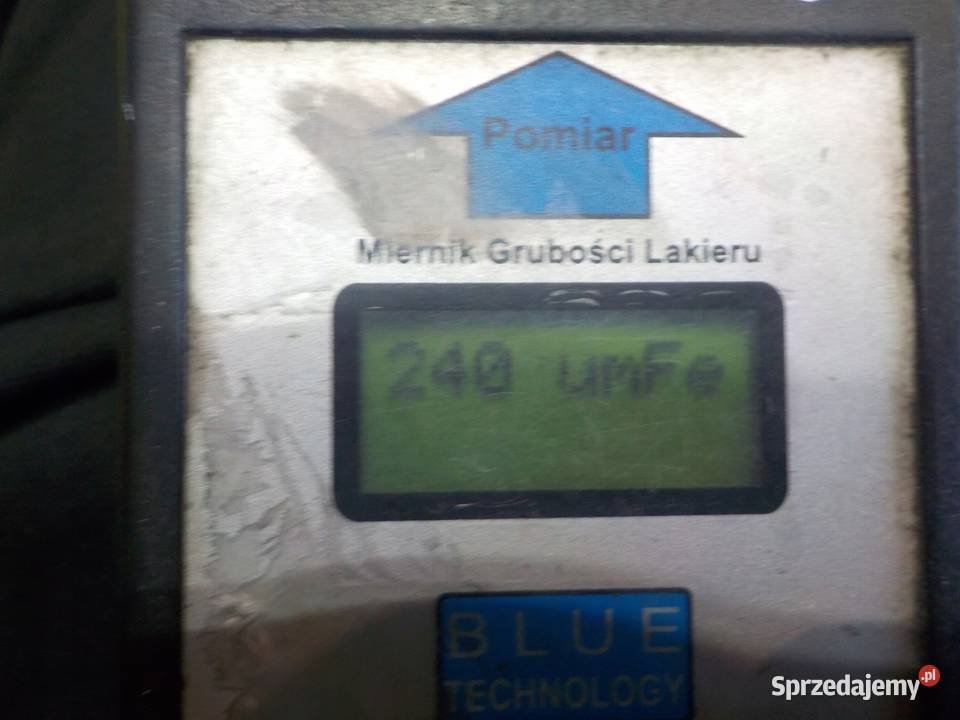 Pomiar
Miernik Grubości Lakieru
240 umFe
BLUE
TECHNOLOGY
Sprzedajemy.pl